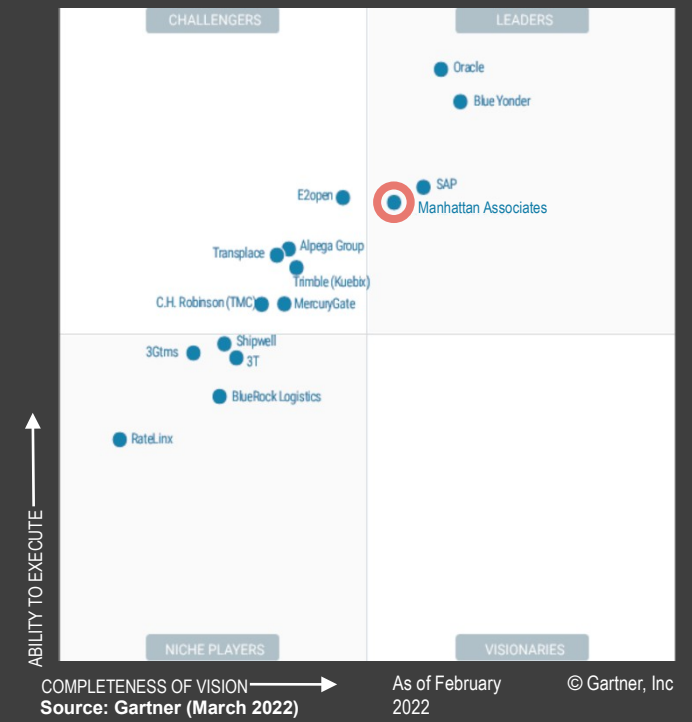 CHALLENGERS
LEADERS
Oracle
Blue Yonder
SAP
E2open
Manhattan Associates
Alpega Group
Transplace
Trimble (Kuebix)
C.H. Robinson (TMC)
MercuryGate
Shipwell
3Gtms
3T
BlueRock Logistics
RateLinx
ABILITY TO EXECUTE
NICHE PLAYERS
VISIONARIES
COMPLETENESS OF VISION
As of February
2022
© Gartner, Inc
Source: Gartner (March 2022)